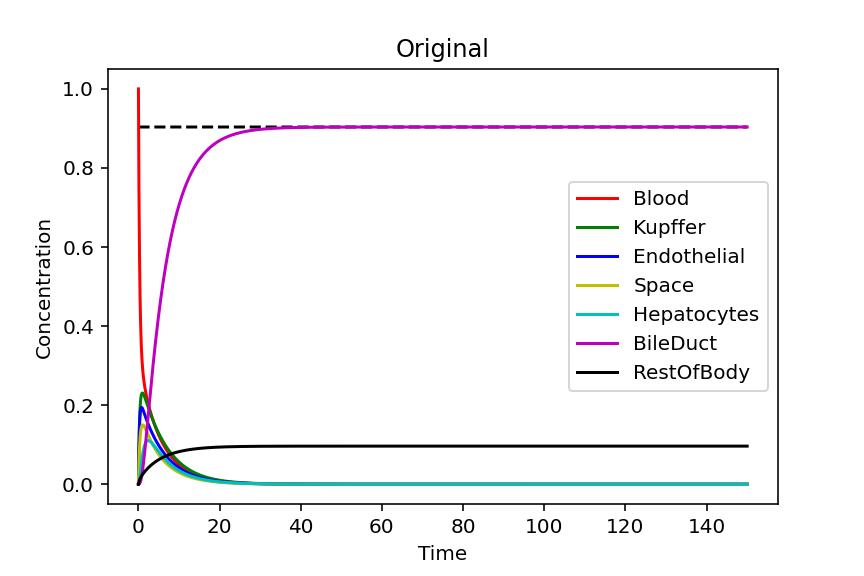 Original
1.0
0.8
0.6
0.4
0.2
0.0
Concentration
Blood
Kupffer
Endothelial
Space
Hepatocytes
BileDuct
RestOfBody
0 20 40 60 80 100 120 140
Time